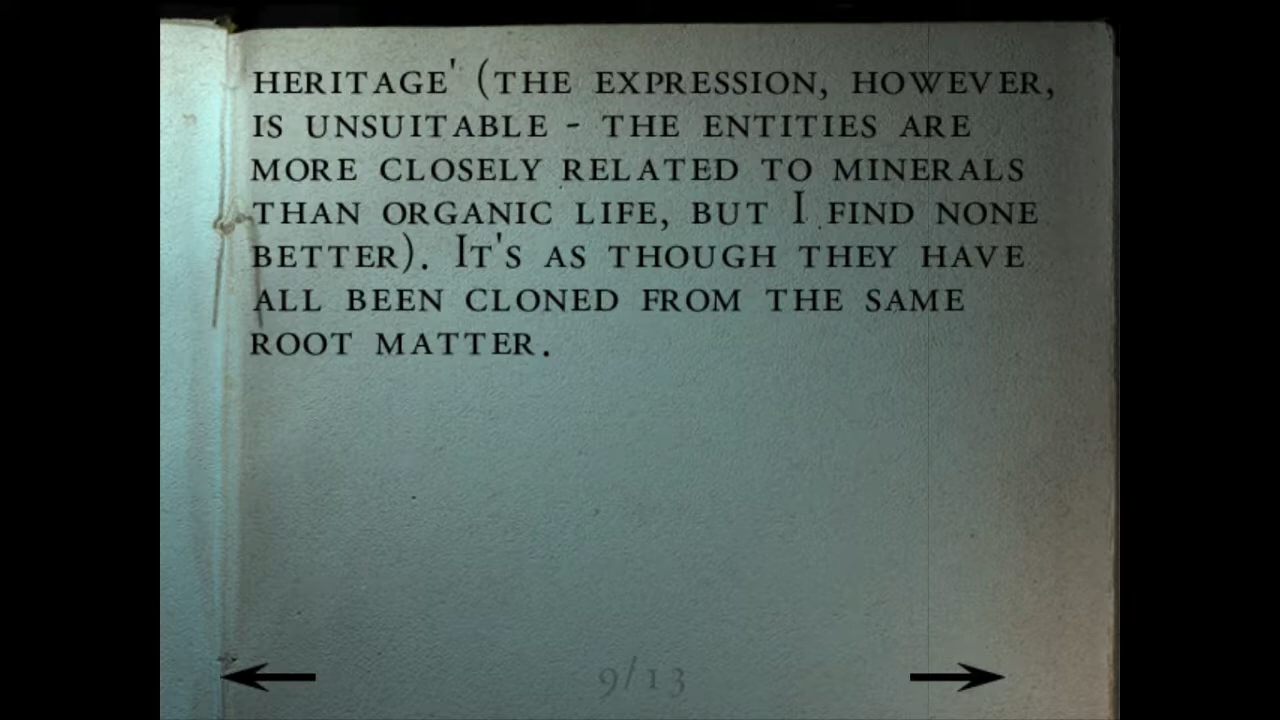 HERITAGE' (THE EXPRESSION, HOWEVER,
IS UNSUITABLE - THE ENTITIES ARE
MORE CLOSELY RELATED TO MINERALS
THAN ORGANIC LIFE, BUT I FIND NONE
BETTER). IT'S AS THOUGH THEY HAVE
ALL BEEN CLONED FROM THE SAME
ROOT MATTER.
9/13